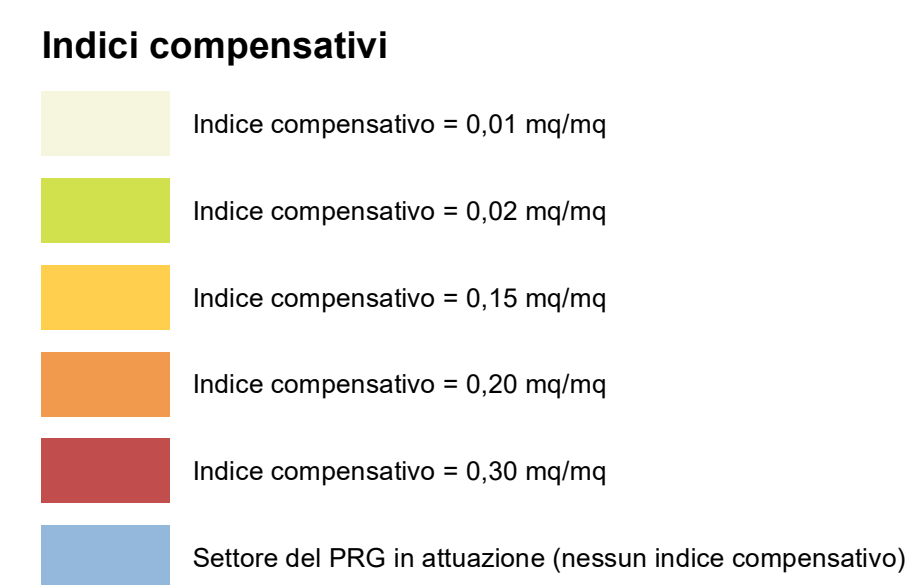 Indici compensativi
Indice compensativo = 0,01 mq/mq
Indice compensativo = 0,02 mq/mq
Indice compensativo = 0,15 mq/mq
Indice compensativo = 0,20 mq/mq
Indice compensativo = 0,30 mq/mq
Settore del PRG in attuazione (nessun indice compensativo)